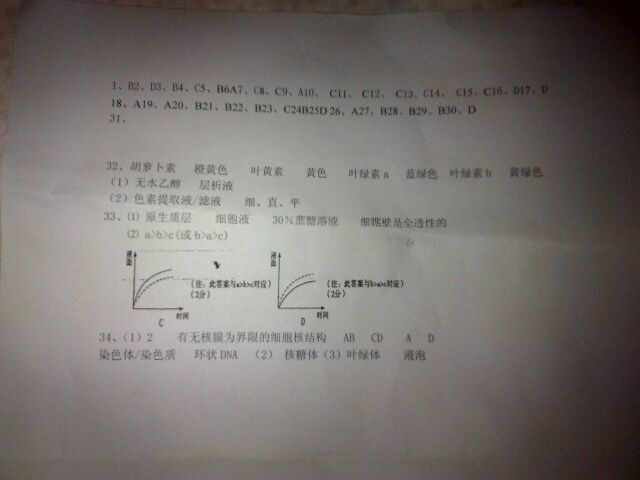 1、B2、D3、B4、C5、B6A7、C8、C9、A10、 C11、 C12、 C13、C14、 C15、C16、D17、D
18、A19、A20、B21、B22、B23、C24B25D 26、A27、B28、B29、B30、D
31、
32、胡萝卜素 橙黄色 叶黄素 黄色 叶绿素a 蓝绿色 叶绿素b 黄绿色
(1) 无水乙醇 层析液
(2) 色素提取液/滤液 细、直、平
33、(1) 原生质层 细胞液 30%蔗糖溶液 细胞壁是全透性的
(2) a>b>c(或b>a>c)
液面 液面
(注:此答案与a>b>c对应) (注:此答案与b>a>c对应)
(2分) (2分)
时间 时间
C D
34、(1) 2 有无核膜为界限的细胞核结构 AB CD A D
染色体/染色质 环状DNA (2) 核糖体(3)叶绿体 液泡